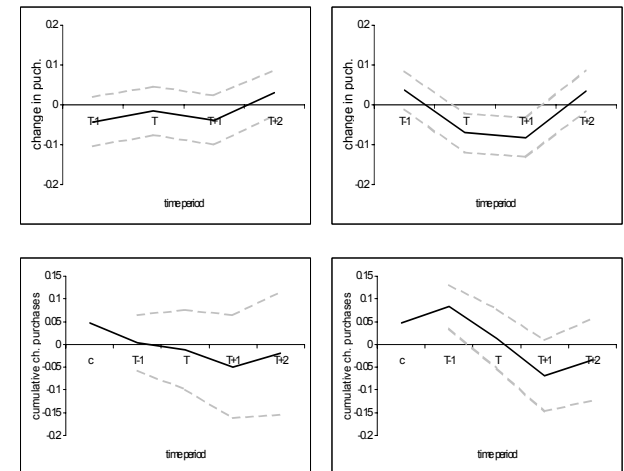 change in puch.
0.2
0.1
0
-0.1
-0.2
T-1 T T+1 T+2
time period
change in puch.
0.2
0.1
0
-0.1
-0.2
T-1 T T+1 T+2
time period
cumulative ch. purchases
0.15
0.1
0.05
0
-0.05
-0.1
-0.15
-0.2
c T-1 T T+1 T+2
time period
cumulative ch. purchases
0.15
0.1
0.05
0
-0.05
-0.1
-0.15
-0.2
c T-1 T T+1 T+2
time period